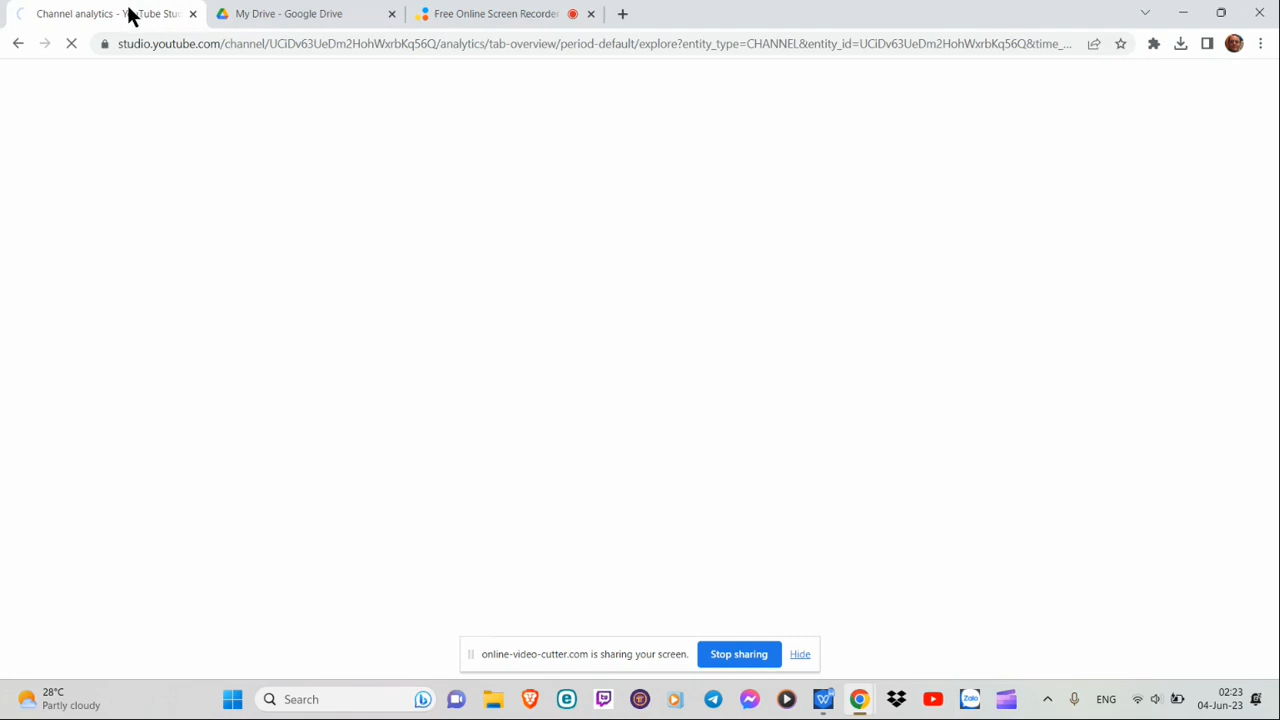 Channel analytics - YouTube Stu
My Drive - Google Drive
Free Online Screen Recorder
studio.youtube.com/channel/UCiDv63UeDm2HohWxrbKq56Q/analytics/tab-overview/period-default/explore?entity_type=CHANNEL&entity_id=UCiDv63UeDm2HohWxrbKq56Q&time_...
online-video-cutter.com is sharing your screen.
Stop sharing
Hide
28°C
Partly cloudy
Search
ENG
02:23
04-Jun-23